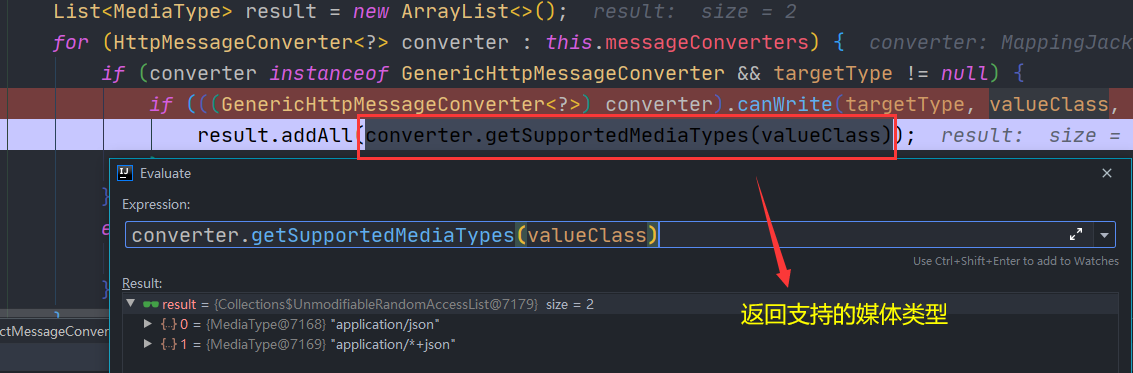 List<MediaType> result = new ArrayList<>(); result: size = 2
for (HttpMessageConverter<?> converter : this.messageConverters) { converter: MappingJack
if (converter instanceof GenericHttpMessageConverter && targetType != null) {
if (((GenericHttpMessageConverter<?>) converter).canWrite(targetType, valueClass,
result.addAll(converter.getSupportedMediaTypes(valueClass)); result: size =
}
e
}
}
Evaluate
Expression:
converter.getSupportedMediaTypes(valueClass)
Use Ctrl+Shift+Enter to add to Watches
Result:
result = {Collections$UnmodifiableRandomAccessList@7179} size = 2
0 = {MediaType@7168} "application/json"
1 = {MediaType@7169} "application/*+json"
返回支持的媒体类型
ctMessageConver